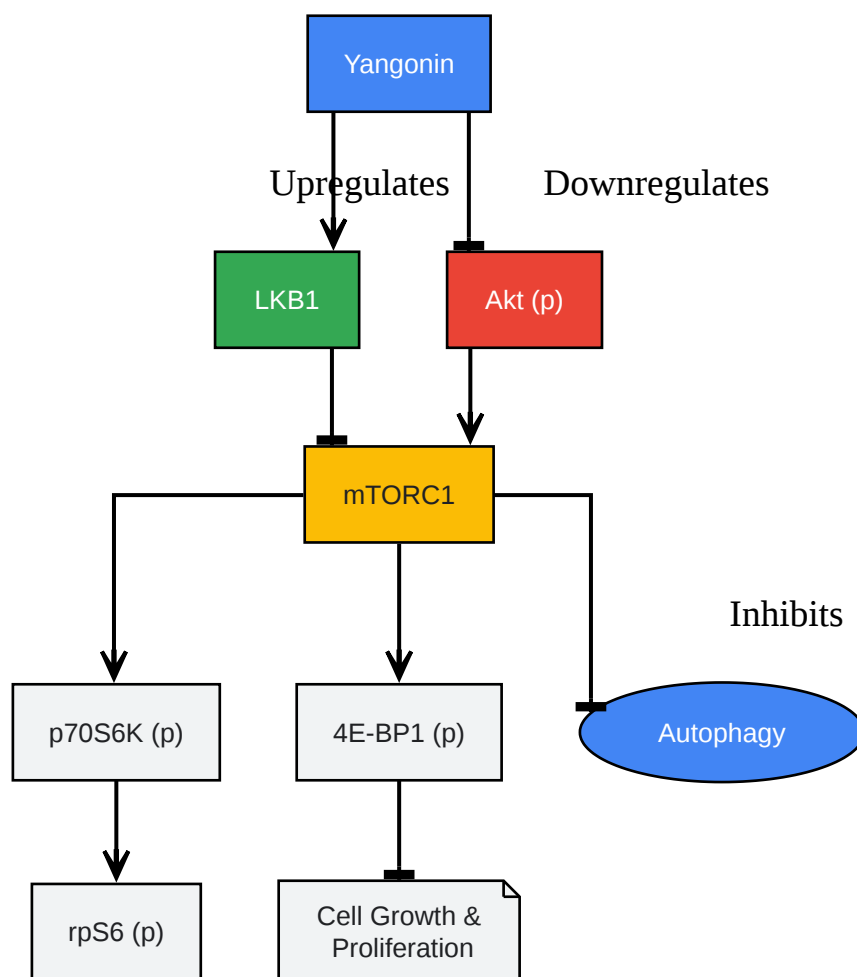 Yangonin
Upregulates
Downregulates
LKB1
Akt (p)
mTORC1
Inhibits
p70S6K (p)
4E-BP1 (p)
Autophagy
rpS6 (p)
Cell Growth &
Proliferation